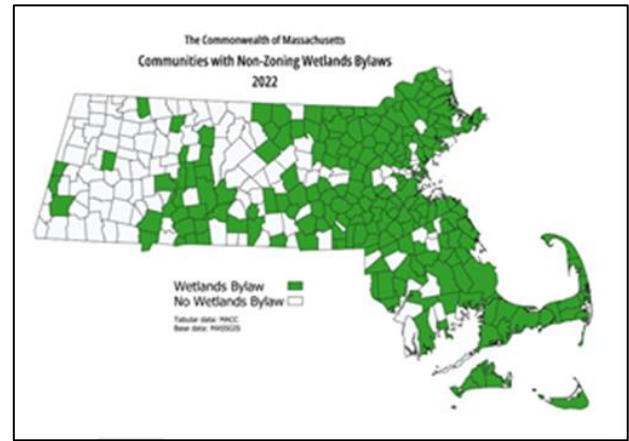 The Commonwealth of Massachusetts
Communities with Non-Zoning Wetlands Bylaws
2022
Wetlands Bylaw
No Wetlands Bylaw
Tabular data: MACC
Base data: MASSGIS